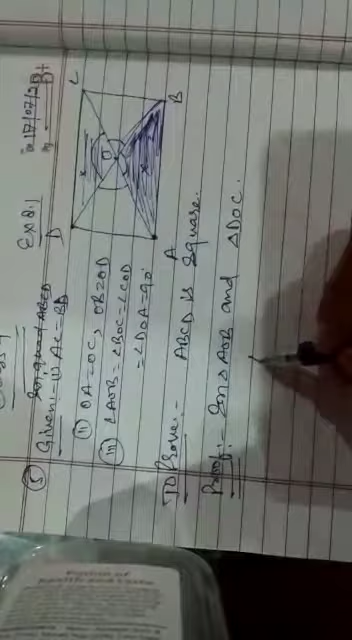 Ex 8.1
5 Given:- (i) AC = BD
(ii) OA = OC, OB = OD
(iii) ∠AOB = ∠BOC = ∠COD
= ∠DOA = 90°
D C
O
A B
To Prove:- ABCD is square.
Proof:- In △AOB and △DOC.